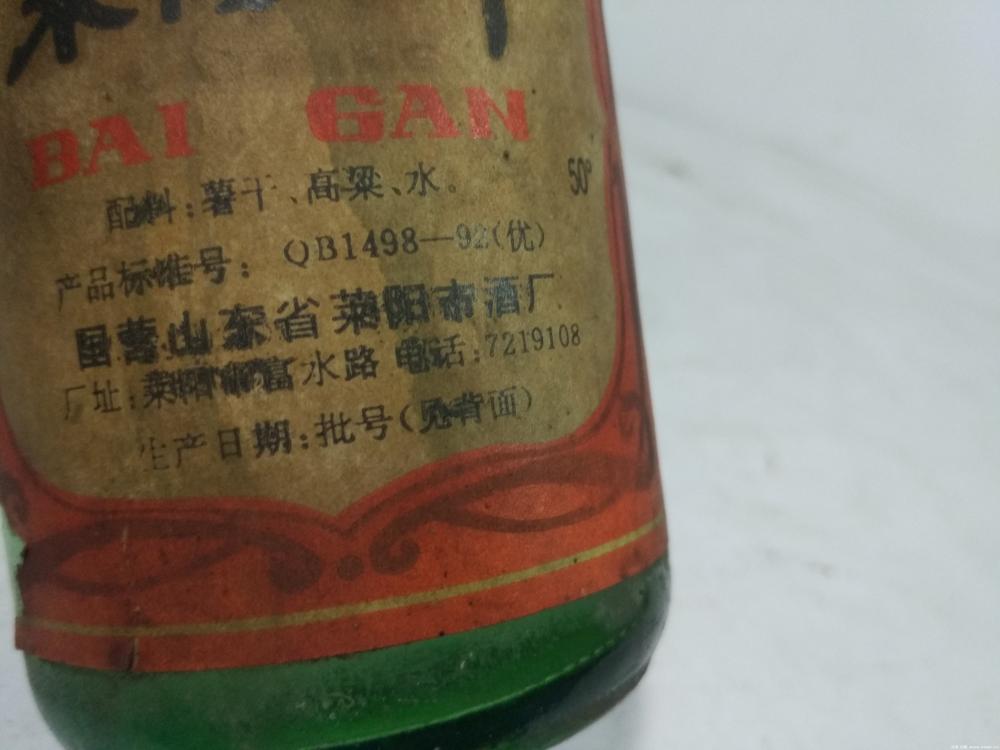 BAI GAN
配料:薯干、高粱、水。 50°
产品标准号: QB1498—92(优)
国营山东省莱阳市酒厂
厂址:莱阳市富水路 电话:7219108
生产日期:批号(见背面)